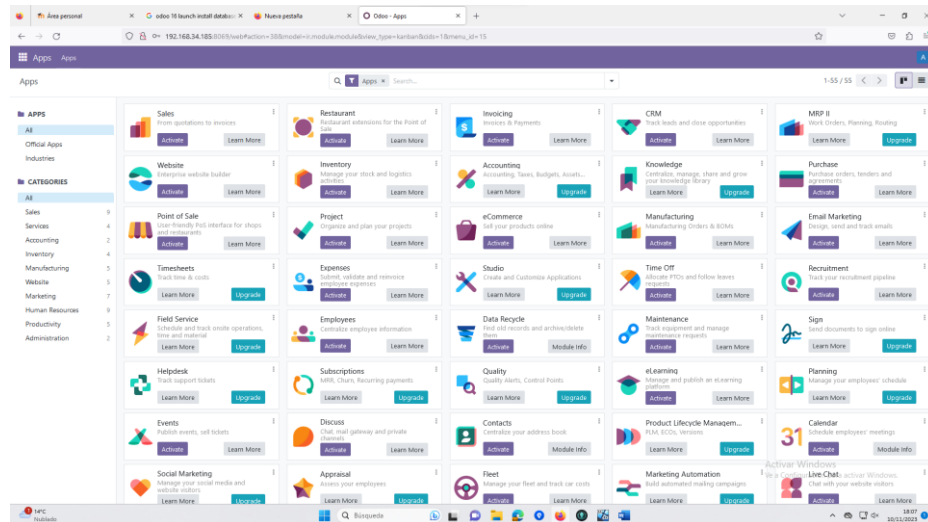 Área personal
odoo 16 launch install databas
Nueva pestaña
Odoo - Apps
192.168.34.185:8069/web#action=38&model=ir.module.module&view_type=kanban&cids=1&menu_id=15
Apps Apps
A
Apps
Apps × Search...
1-55 / 55
APPS
All
Official Apps
Industries
CATEGORIES
All
Sales 9
Services 4
Accounting 2
Inventory 4
Manufacturing 5
Website 5
Marketing 7
Human Resources 9
Productivity 5
Administration 2
Sales
From quotations to invoices
Activate Learn More
Restaurant
Restaurant extensions for the Point of
Sale
Activate Learn More
Invoicing
Invoices & Payments
Activate Learn More
CRM
Track leads and close opportunities
Activate Learn More
MRP II
Work Orders, Planning, Routing
Learn More Upgrade
Website
Enterprise website builder
Activate Learn More
Inventory
Manage your stock and logistics
activities
Activate Learn More
Accounting
Accounting, Taxes, Budgets, Assets...
Learn More Upgrade
Knowledge
Centralize, manage, share and grow
your knowledge library
Learn More Upgrade
Purchase
Purchase orders, tenders and
agreements
Activate Learn More
Point of Sale
User-friendly PoS interface for shops
and restaurants
Activate Learn More
Project
Organize and plan your projects
Activate Learn More
eCommerce
Sell your products online
Activate Learn More
Manufacturing
Manufacturing Orders & BOMs
Activate Learn More
Email Marketing
Design, send and track emails
Activate Learn More
Timesheets
Track time & costs
Learn More Upgrade
Expenses
Submit, validate and reinvoice
employee expenses
Activate Learn More
Studio
Create and Customize Applications
Learn More Upgrade
Time Off
Allocate PTOs and follow leaves
requests
Activate Learn More
Recruitment
Track your recruitment pipeline
Activate Learn More
Field Service
Schedule and track onsite operations,
time and material
Learn More Upgrade
Employees
Centralize employee information
Activate Learn More
Data Recycle
Find old records and archive/delete
them
Activate Module Info
Maintenance
Track equipment and manage
maintenance requests
Activate Learn More
Sign
Send documents to sign online
Learn More Upgrade
Helpdesk
Track support tickets
Learn More Upgrade
Subscriptions
MRR, Churn, Recurring payments
Learn More Upgrade
Quality
Quality Alerts, Control Points
Learn More Upgrade
eLearning
Manage and publish an eLearning
platform
Activate Learn More
Planning
Manage your employees' schedule
Learn More Upgrade
Events
Publish events, sell tickets
Activate Learn More
Discuss
Chat, mail gateway and private
channels
Activate Learn More
Contacts
Centralize your address book
Activate Module Info
Product Lifecycle Managem...
PLM, ECOs, Versions
Learn More Upgrade
Calendar
31
Schedule employees' meetings
Activate Module Info
Social Marketing
Manage your social media and
website visitors
Learn More Upgrade
Appraisal
Assess your employees
Learn More Upgrade
Fleet
Manage your fleet and track car costs
Activate Learn More
Marketing Automation
Build automated mailing campaigns
Learn More Upgrade
Live Chat
Chat with your website visitors
Activate Learn More
Activar Windows
activar Windows.
14°C
Nublado
Búsqueda
18:07
10/11/2023